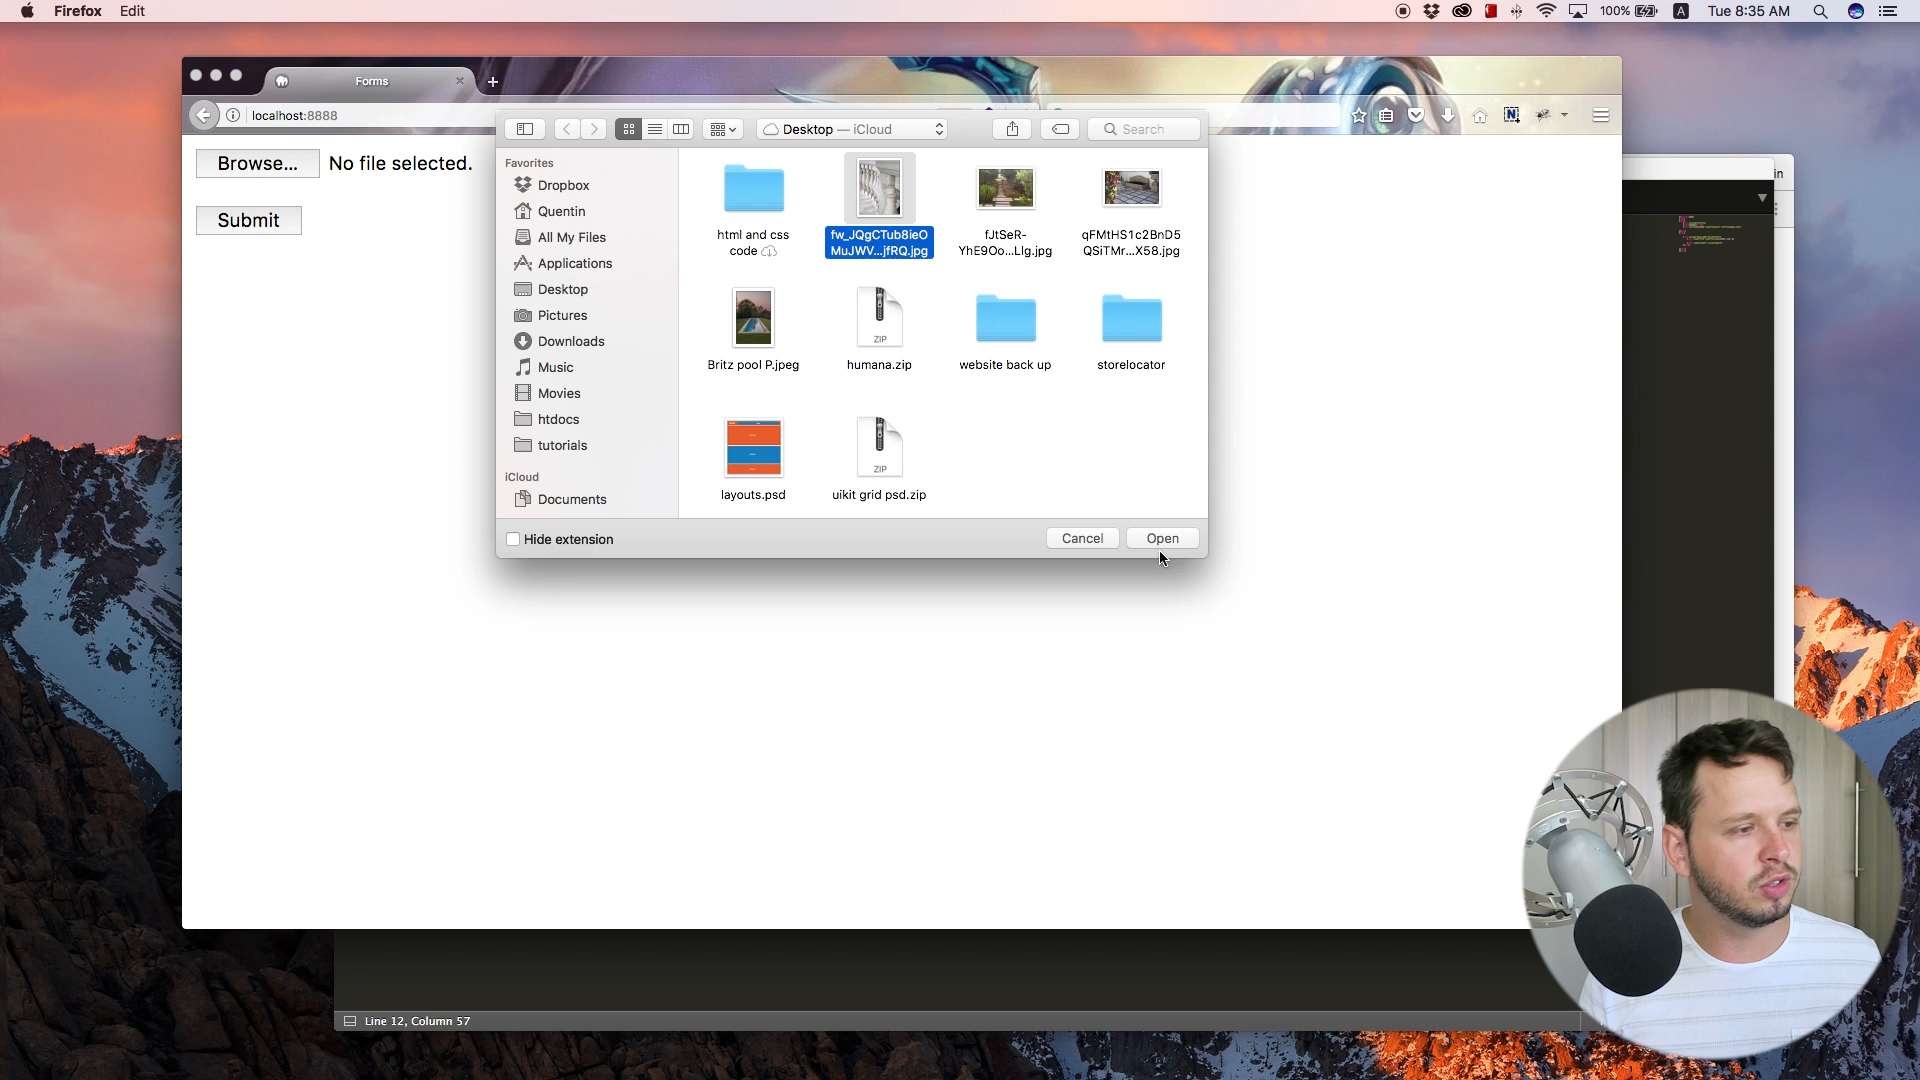 Firefox Edit
100% A Tue 8:35 AM
Forms
localhost:8888
Desktop — iCloud
Search
Browse... No file selected.
Submit
Favorites
Dropbox
Quentin
All My Files
Applications
Desktop
Pictures
Downloads
Music
Movies
htdocs
tutorials
iCloud
Documents
html and css
code
fw_JQgCTub8ieO
MuJWV...jfRQ.jpg
fJtSeR-
YhE9Oo...LIg.jpg
qFMtHS1c2BnD5
QSiTMr...X58.jpg
Britz pool P.jpeg
ZIP
humana.zip
website back up
storelocator
layouts.psd
ZIP
uikit grid psd.zip
Hide extension
Cancel
Open
in
N
Line 12, Column 57